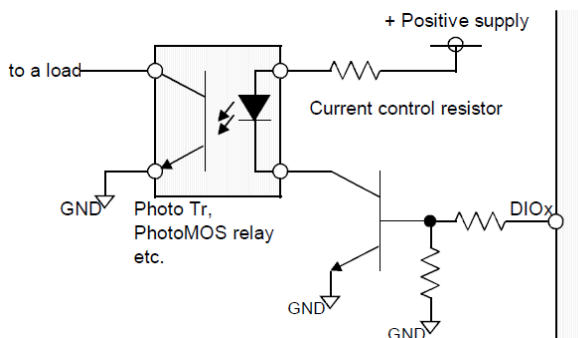 + Positive supply
to a load
Current control resistor
GND
Photo Tr,
PhotoMOS relay
etc.
DIOx
GND
GND